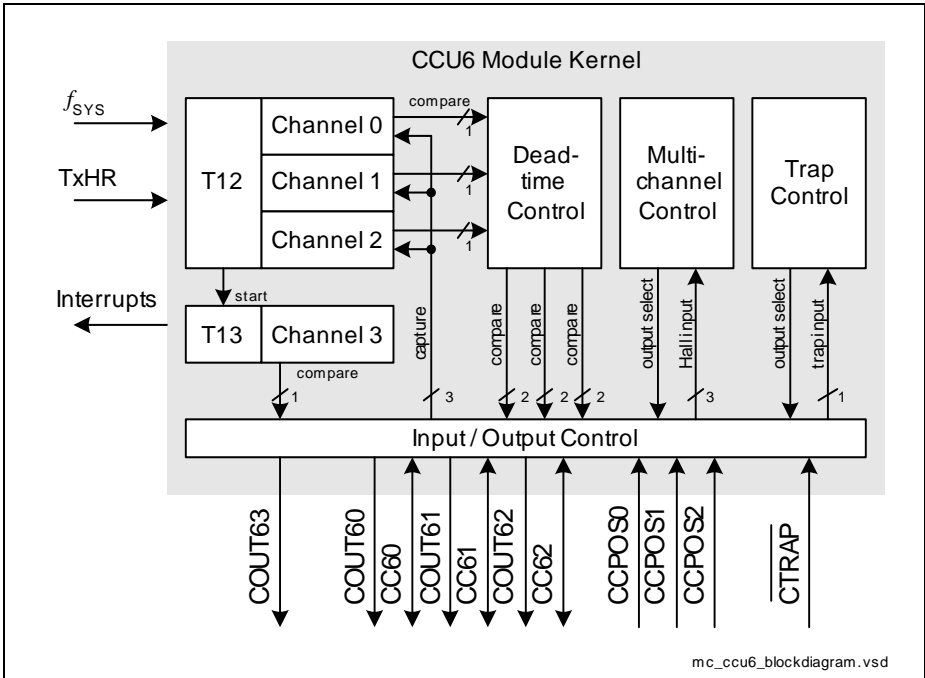 CCU6 Module Kernel
fSYS
TxHR
Interrupts
T12
Channel 0
Channel 1
Channel 2
compare
1
1
1
Dead-
time
Control
Multi-
channel
Control
Trap
Control
start
T13
Channel 3
compare
1
capture
3
compare
2
compare
2
compare
2
output select
Hall input
3
output select
trap input
1
Input / Output Control
COUT63
COUT60
CC60
COUT61
CC61
COUT62
CC62
CCPOS0
CCPOS1
CCPOS2
CTRAP
mc_ccu6_blockdiagram.vsd